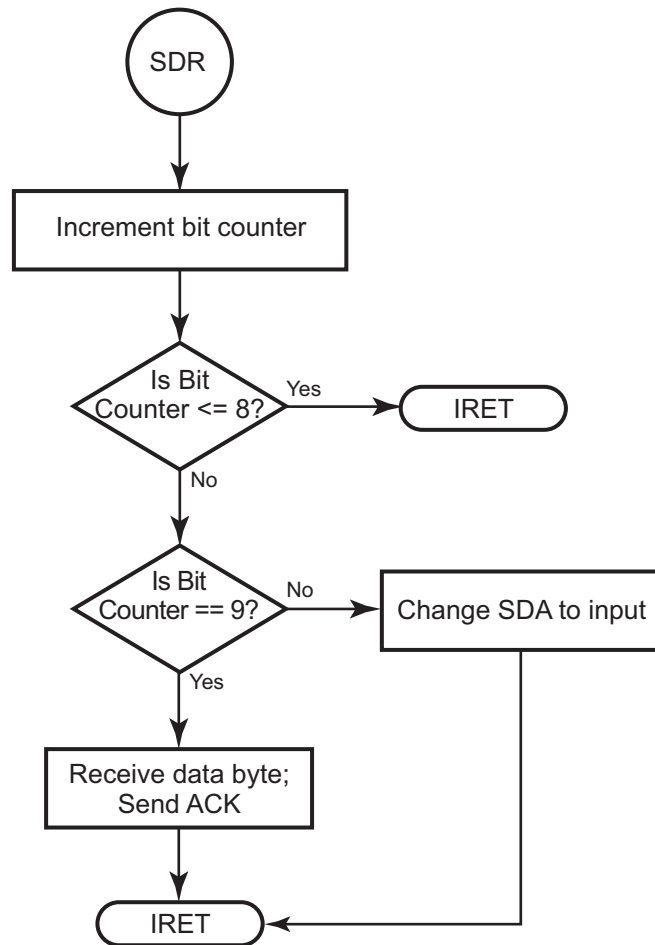 SDR
Increment bit counter
Is Bit
Counter <= 8?
Yes
IRET
No
Is Bit
Counter == 9?
No
Change SDA to input
Yes
Receive data byte;
Send ACK
IRET